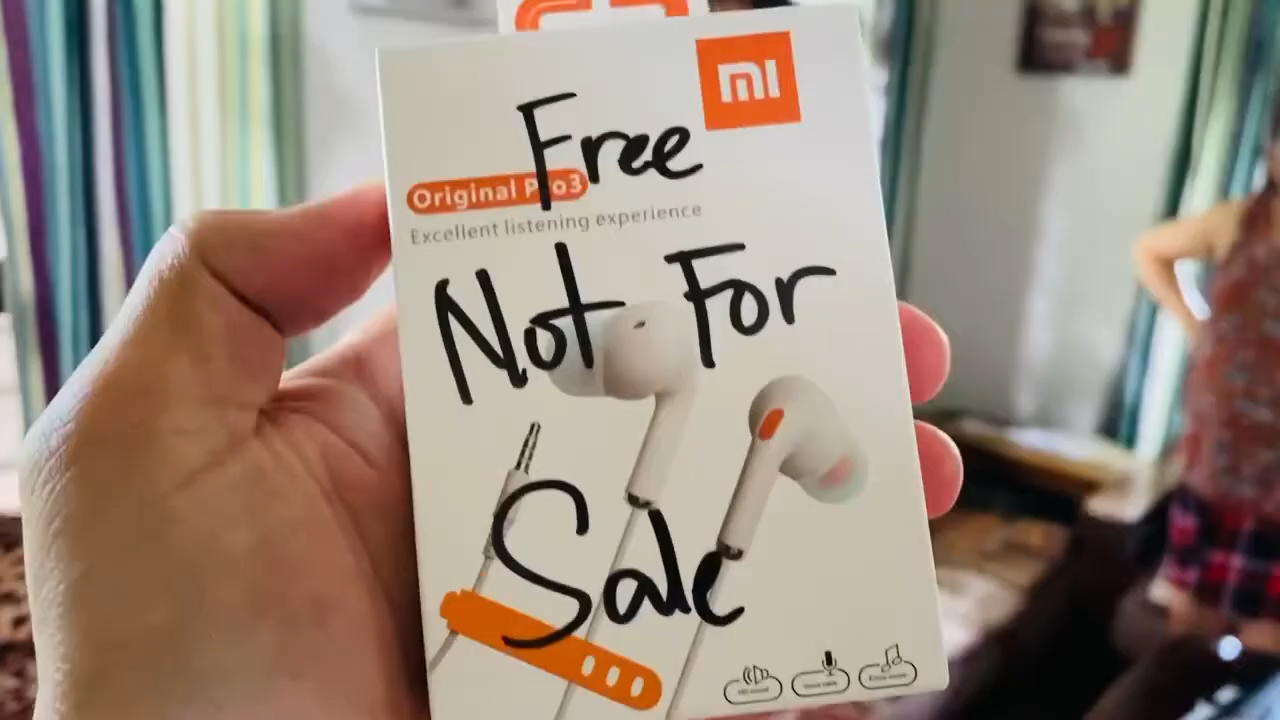 mi
Free
Original Pro3
Excellent listening experience
Not For
Sale